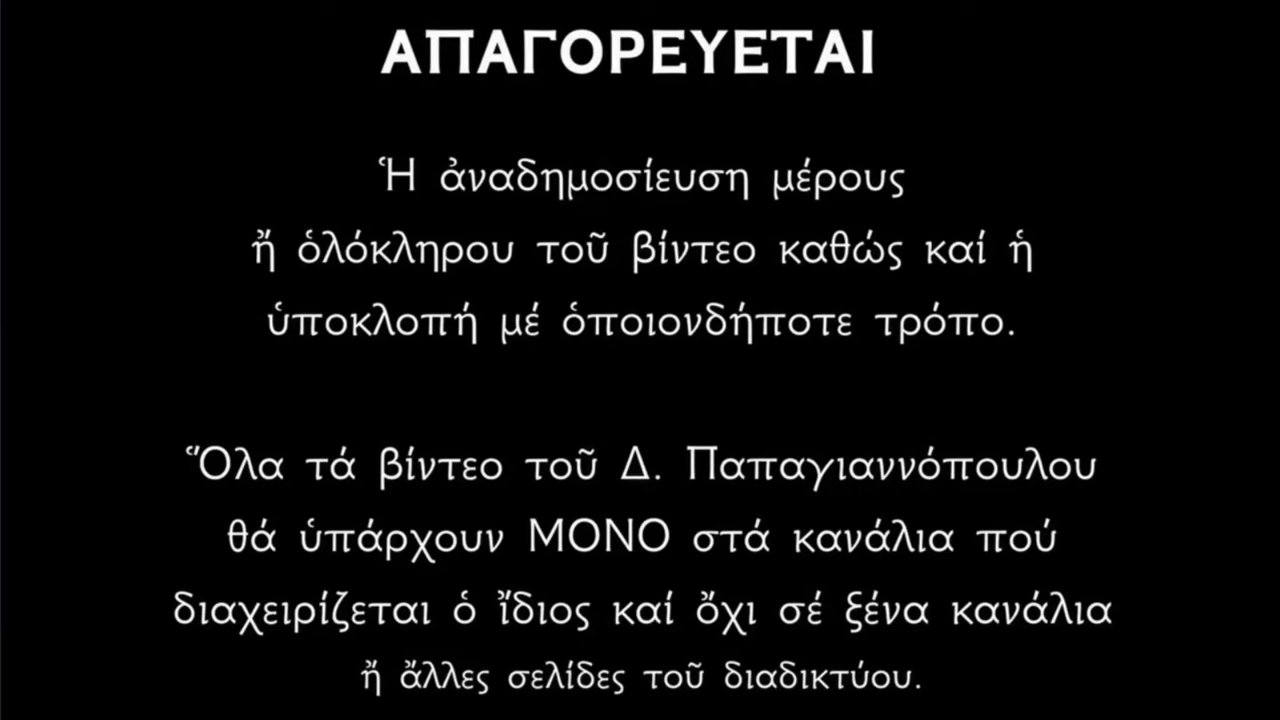 ΑΠΑΓΟΡΕΥΕΤΑΙ
Ἡ ἀναδημοσίευση μέρους
ἤ ὁλόκληρου τοῦ βίντεο καθώς καί ἡ
ὑποκλοπή μέ ὁποιονδήποτε τρόπο.
Ὅλα τά βίντεο τοῦ Δ. Παπαγιαννόπουλου
θά ὑπάρχουν ΜΟΝΟ στά κανάλια πού
διαχειρίζεται ὁ ἴδιος καί ὄχι σέ ξένα κανάλια
ἤ ἄλλες σελίδες τοῦ διαδικτύου.